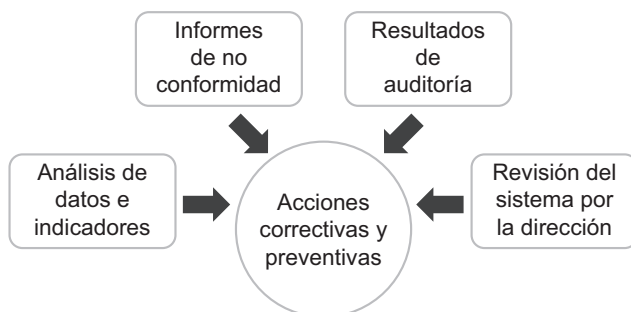 Informes
de no
conformidad
Resultados
de
auditoría
Análisis de
datos e
indicadores
Acciones
correctivas y
preventivas
Revisión del
sistema por
la dirección